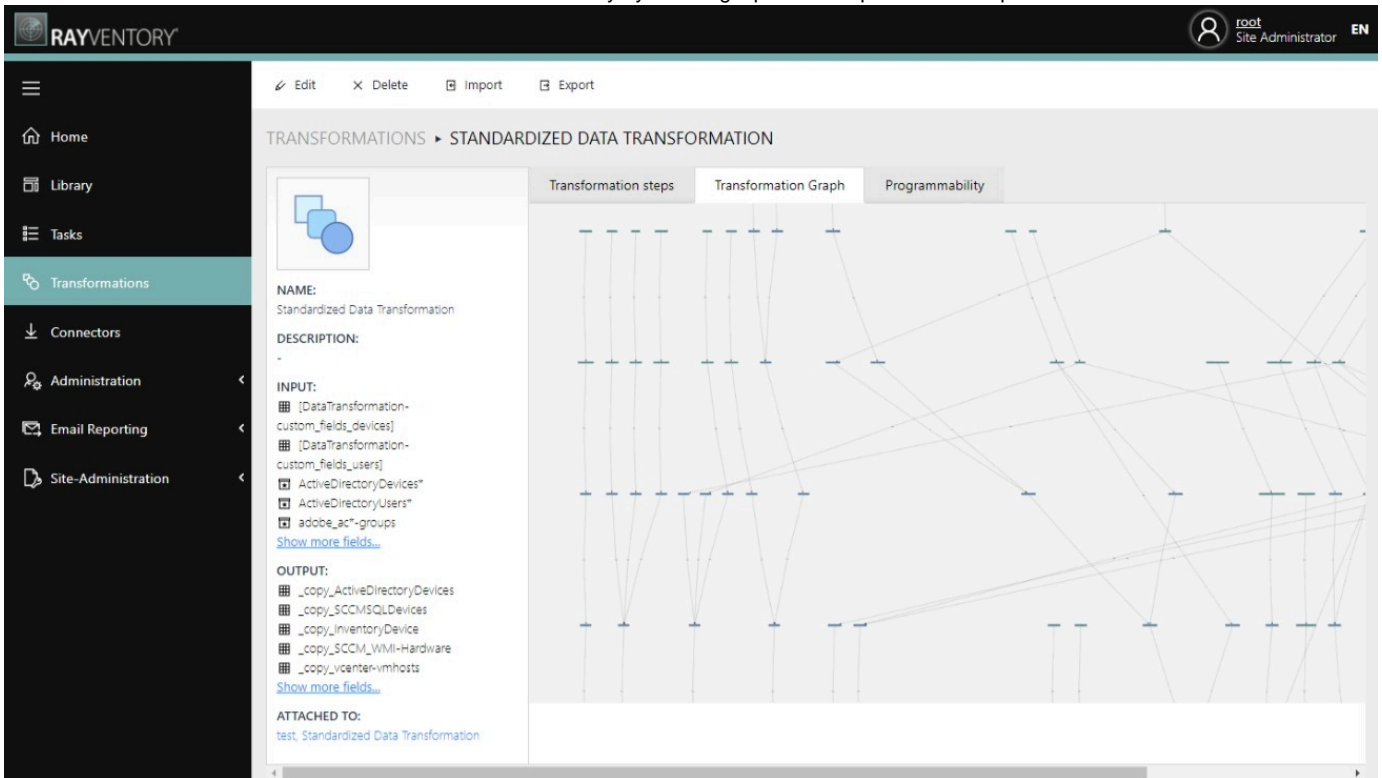 RAYVENTORY
root
Site Administrator
EN
Edit
Delete
Import
Export
Home
Library
Tasks
Transformations
Connectors
Administration
Email Reporting
Site-Administration
TRANSFORMATIONS ▸ STANDARDIZED DATA TRANSFORMATION
NAME:
Standardized Data Transformation
DESCRIPTION:
-
INPUT:
[DataTransformation-
custom_fields_devices]
[DataTransformation-
custom_fields_users]
ActiveDirectoryDevices*
ActiveDirectoryUsers*
adobe_ac*-groups
Show more fields...
OUTPUT:
_copy_ActiveDirectoryDevices
_copy_SCCMSQLDevices
_copy_InventoryDevice
_copy_SCCM_WMI-Hardware
_copy_vcenter-vmhosts
Show more fields...
ATTACHED TO:
test, Standardized Data Transformation
Transformation steps
Transformation Graph
Programmability